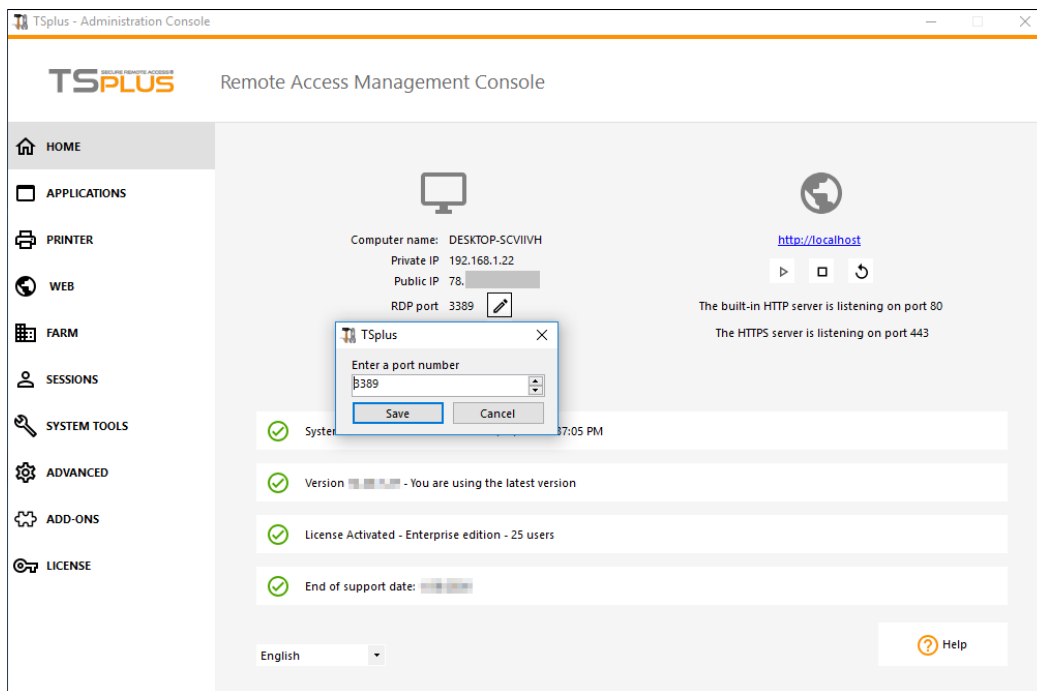 TSplus - Administration Console
TSPLUS
SECURE REMOTE ACCESS
Remote Access Management Console
HOME
APPLICATIONS
PRINTER
WEB
FARM
SESSIONS
SYSTEM TOOLS
ADVANCED
ADD-ONS
LICENSE
Computer name: DESKTOP-SCVIIVH
Private IP 192.168.1.22
Public IP 78.
RDP port 3389
http://localhost
The built-in HTTP server is listening on port 80
The HTTPS server is listening on port 443
TSplus
Enter a port number
3389
Save Cancel
37:05 PM
Version - You are using the latest version
License Activated - Enterprise edition - 25 users
End of support date:
English
Help